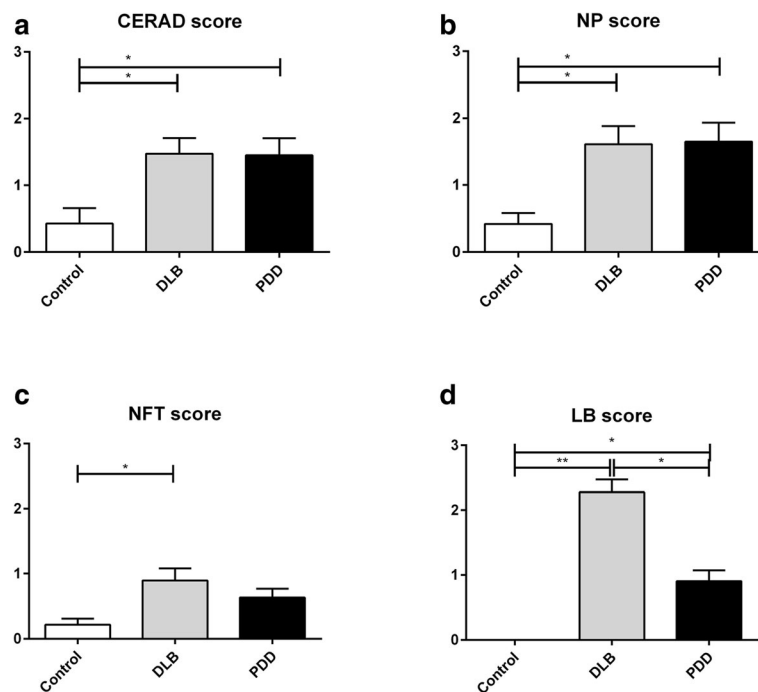 a
CERAD score
*
*
3
2
1
0
Control
DLB
PDD
b
NP score
*
*
3
2
1
0
Control
DLB
PDD
c
NFT score
*
3
2
1
0
Control
DLB
PDD
d
LB score
*
** *
3
2
1
0
Control
DLB
PDD